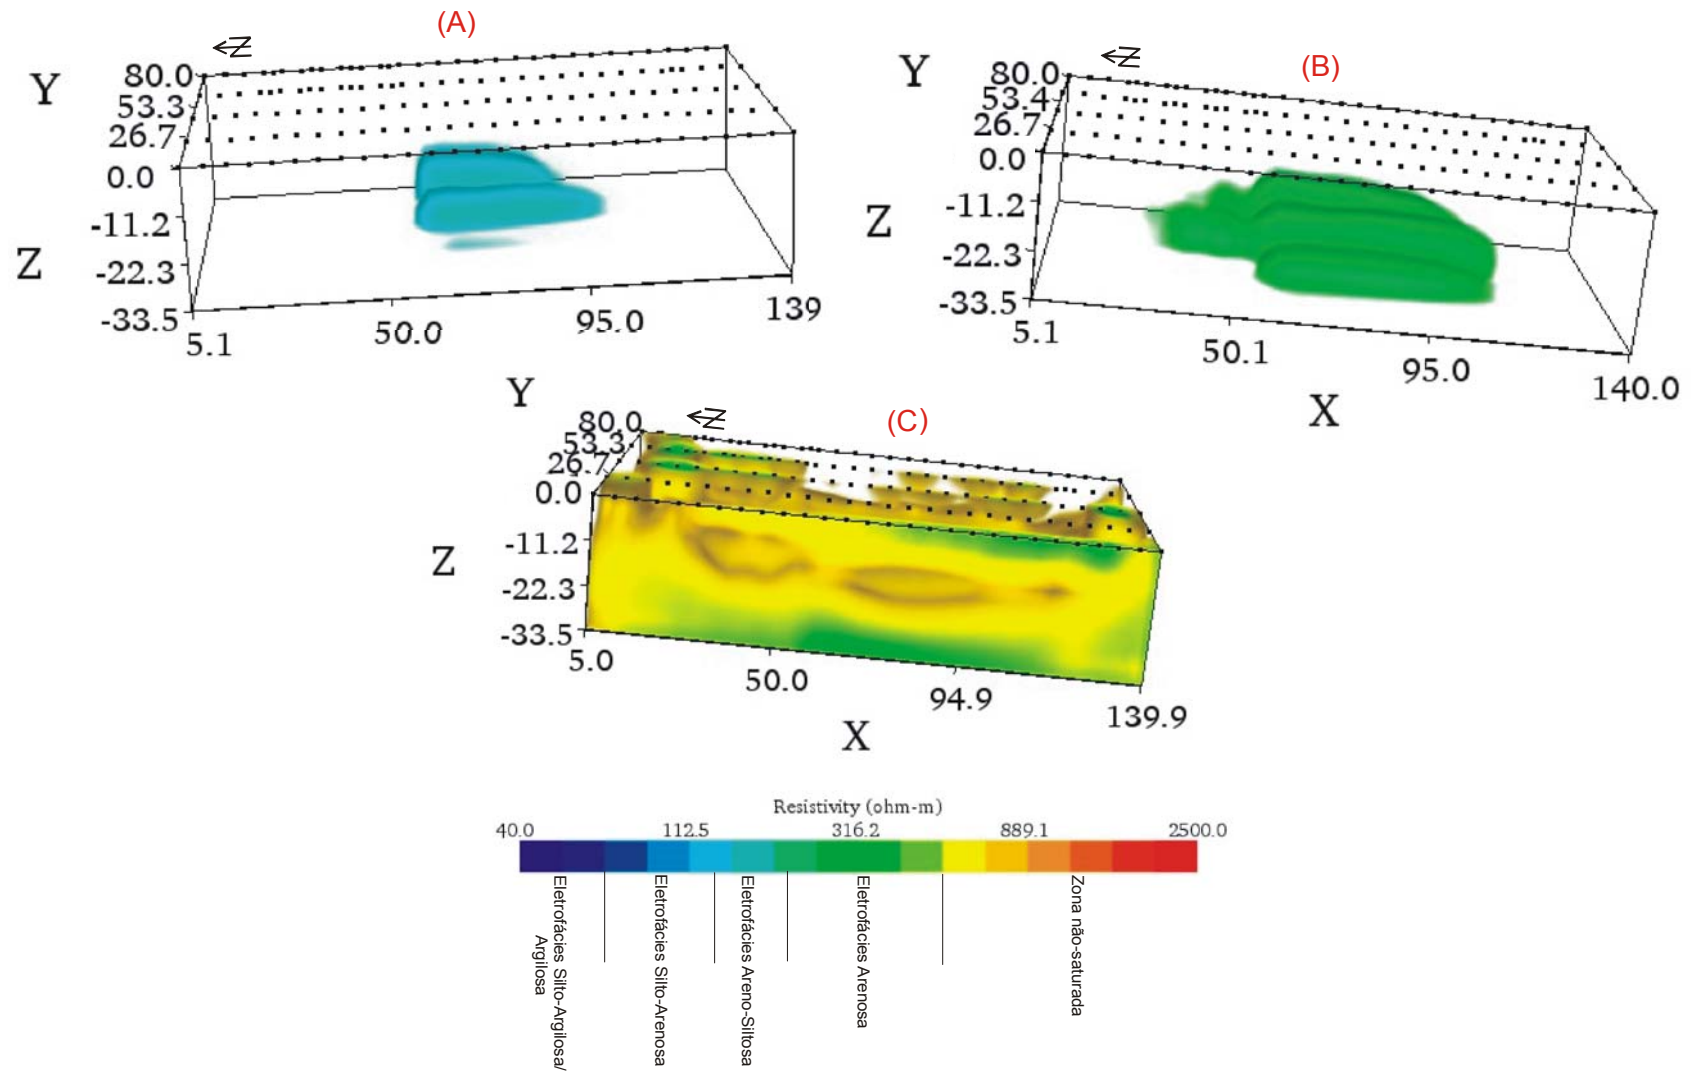 (A)
N
Y
80.0
53.3
26.7
0.0
-11.2
Z
-22.3
-33.5
5.1
50.0
95.0
139
(B)
N
Y
80.0
53.4
26.7
0.0
-11.2
Z
-22.3
-33.5
5.1
50.1
95.0
140.0
X
(C)
N
Y
80.0
53.3
26.7
0.0
-11.2
Z
-22.3
-33.5
5.0
50.0
94.9
139.9
X
Resistivity (ohm-m)
40.0 112.5 316.2 889.1 2500.0
Eletrofácies Silto-Argilosa/
Argilosa
Eletrofácies Silto-Arenosa
Eletrofácies Areno-Siltosa
Eletrofácies Arenosa
Zona não-saturada